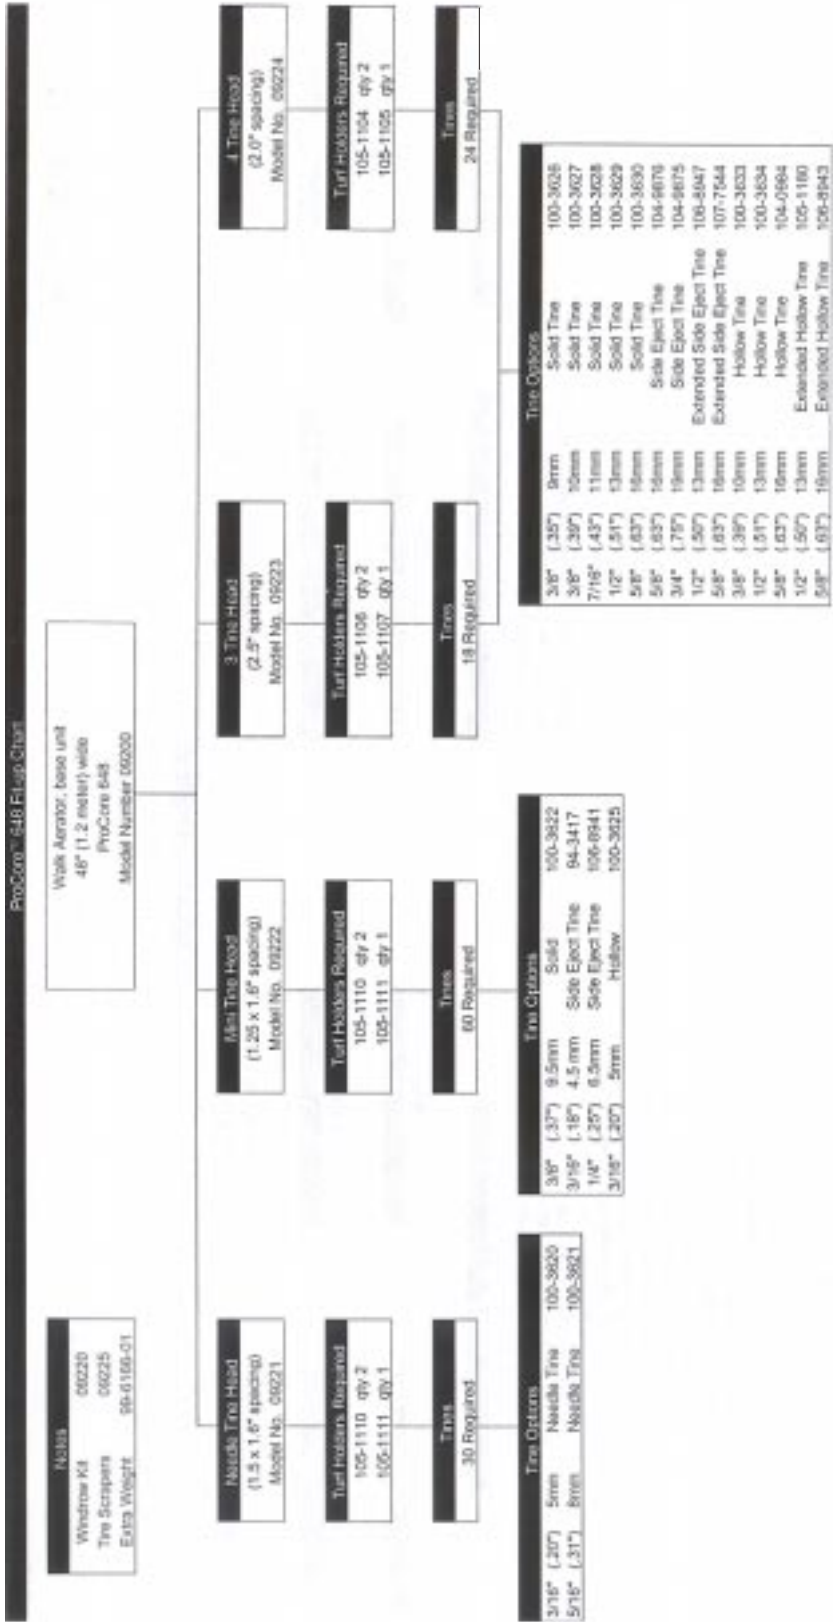 ProCore™ 648 Fit-up Chart
Notes
Windrow Kit 09220
Tire Scrapers 09225
Extra Weight 99-6166-01
Walk Aerator, base unit
48" (1.2 meter) wide
ProCore 648
Model Number 09200
Needle Tine Head
(1.5 x 1.6" spacing)
Model No. 09221
Turf Holders Required
105-1110 qty 2
105-1111 qty 1
Tines
30 Required
Tine Options
3/16" (.20") 5mm Needle Tine 100-3620
5/16" (.31") 8mm Needle Tine 100-3621
Mini Tine Head
(1.25 x 1.6" spacing)
Model No. 09222
Turf Holders Required
105-1110 qty 2
105-1111 qty 1
Tines
60 Required
Tine Options
3/8" (.37") 9.5mm Solid 100-3622
3/16" (.18") 4.5 mm Side Eject Tine 94-3417
1/4" (.25") 6.5mm Side Eject Tine 106-8941
3/16" (.20") 5mm Hollow 100-3625
3 Tine Head
(2.5" spacing)
Model No. 09223
Turf Holders Required
105-1106 qty 2
105-1107 qty 1
Tines
18 Required
4 Tine Head
(2.0" spacing)
Model No. 09224
Turf Holders Required
105-1104 qty 2
105-1105 qty 1
Tines
24 Required
Tine Options
3/8" (.35") 9mm Solid Tine 100-3626
3/8" (.39") 10mm Solid Tine 100-3627
7/16" (.43") 11mm Solid Tine 100-3628
1/2" (.51") 13mm Solid Tine 100-3629
5/8" (.63") 16mm Solid Tine 100-3630
5/8" (.63") 16mm Side Eject Tine 104-9676
3/4" (.75") 19mm Side Eject Tine 104-9675
1/2" (.50") 13mm Extended Side Eject Tine 106-8947
5/8" (.63") 16mm Extended Side Eject Tine 107-7544
3/8" (.39") 10mm Hollow Tine 100-3633
1/2" (.51") 13mm Hollow Tine 100-3634
5/8" (.63") 16mm Hollow Tine 104-0984
1/2" (.50") 13mm Extended Hollow Tine 105-1180
5/8" (.63") 16mm Extended Hollow Tine 106-8943